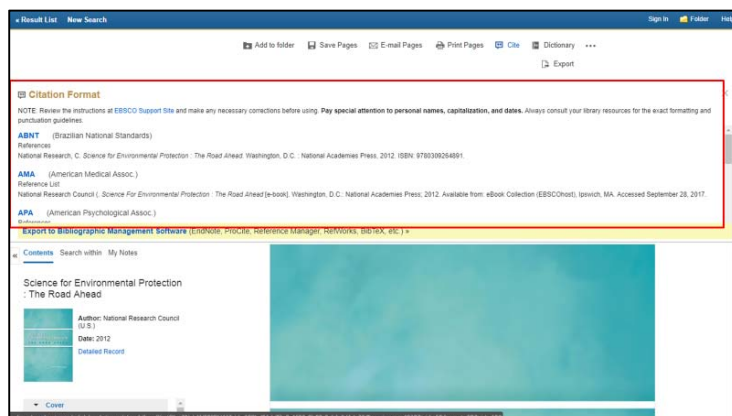 « Result List New Search Sign In Folder Help
Add to folder Save Pages E-mail Pages Print Pages Cite Dictionary •••
Export
Citation Format
NOTE: Review the instructions at EBSCO Support Site and make any necessary corrections before using. Pay special attention to personal names, capitalization, and dates. Always consult your library resources for the exact formatting and
punctuation guidelines.
ABNT (Brazilian National Standards)
References
National Research, C. Science for Environmental Protection : The Road Ahead. Washington, D.C. : National Academies Press, 2012. ISBN: 9780309264891.
AMA (American Medical Assoc.)
Reference List
National Research Council (. Science For Environmental Protection : The Road Ahead [e-book]. Washington, D.C.: National Academies Press; 2012. Available from: eBook Collection (EBSCOhost), Ipswich, MA. Accessed September 28, 2017.
APA (American Psychological Assoc.)
References
Export to Bibliographic Management Software (EndNote, ProCite, Reference Manager, RefWorks, BibTeX, etc.) »
« Contents Search within My Notes
Science for Environmental Protection
: The Road Ahead
Author: National Research Council
(U.S.)
Date: 2012
Detailed Record
Cover